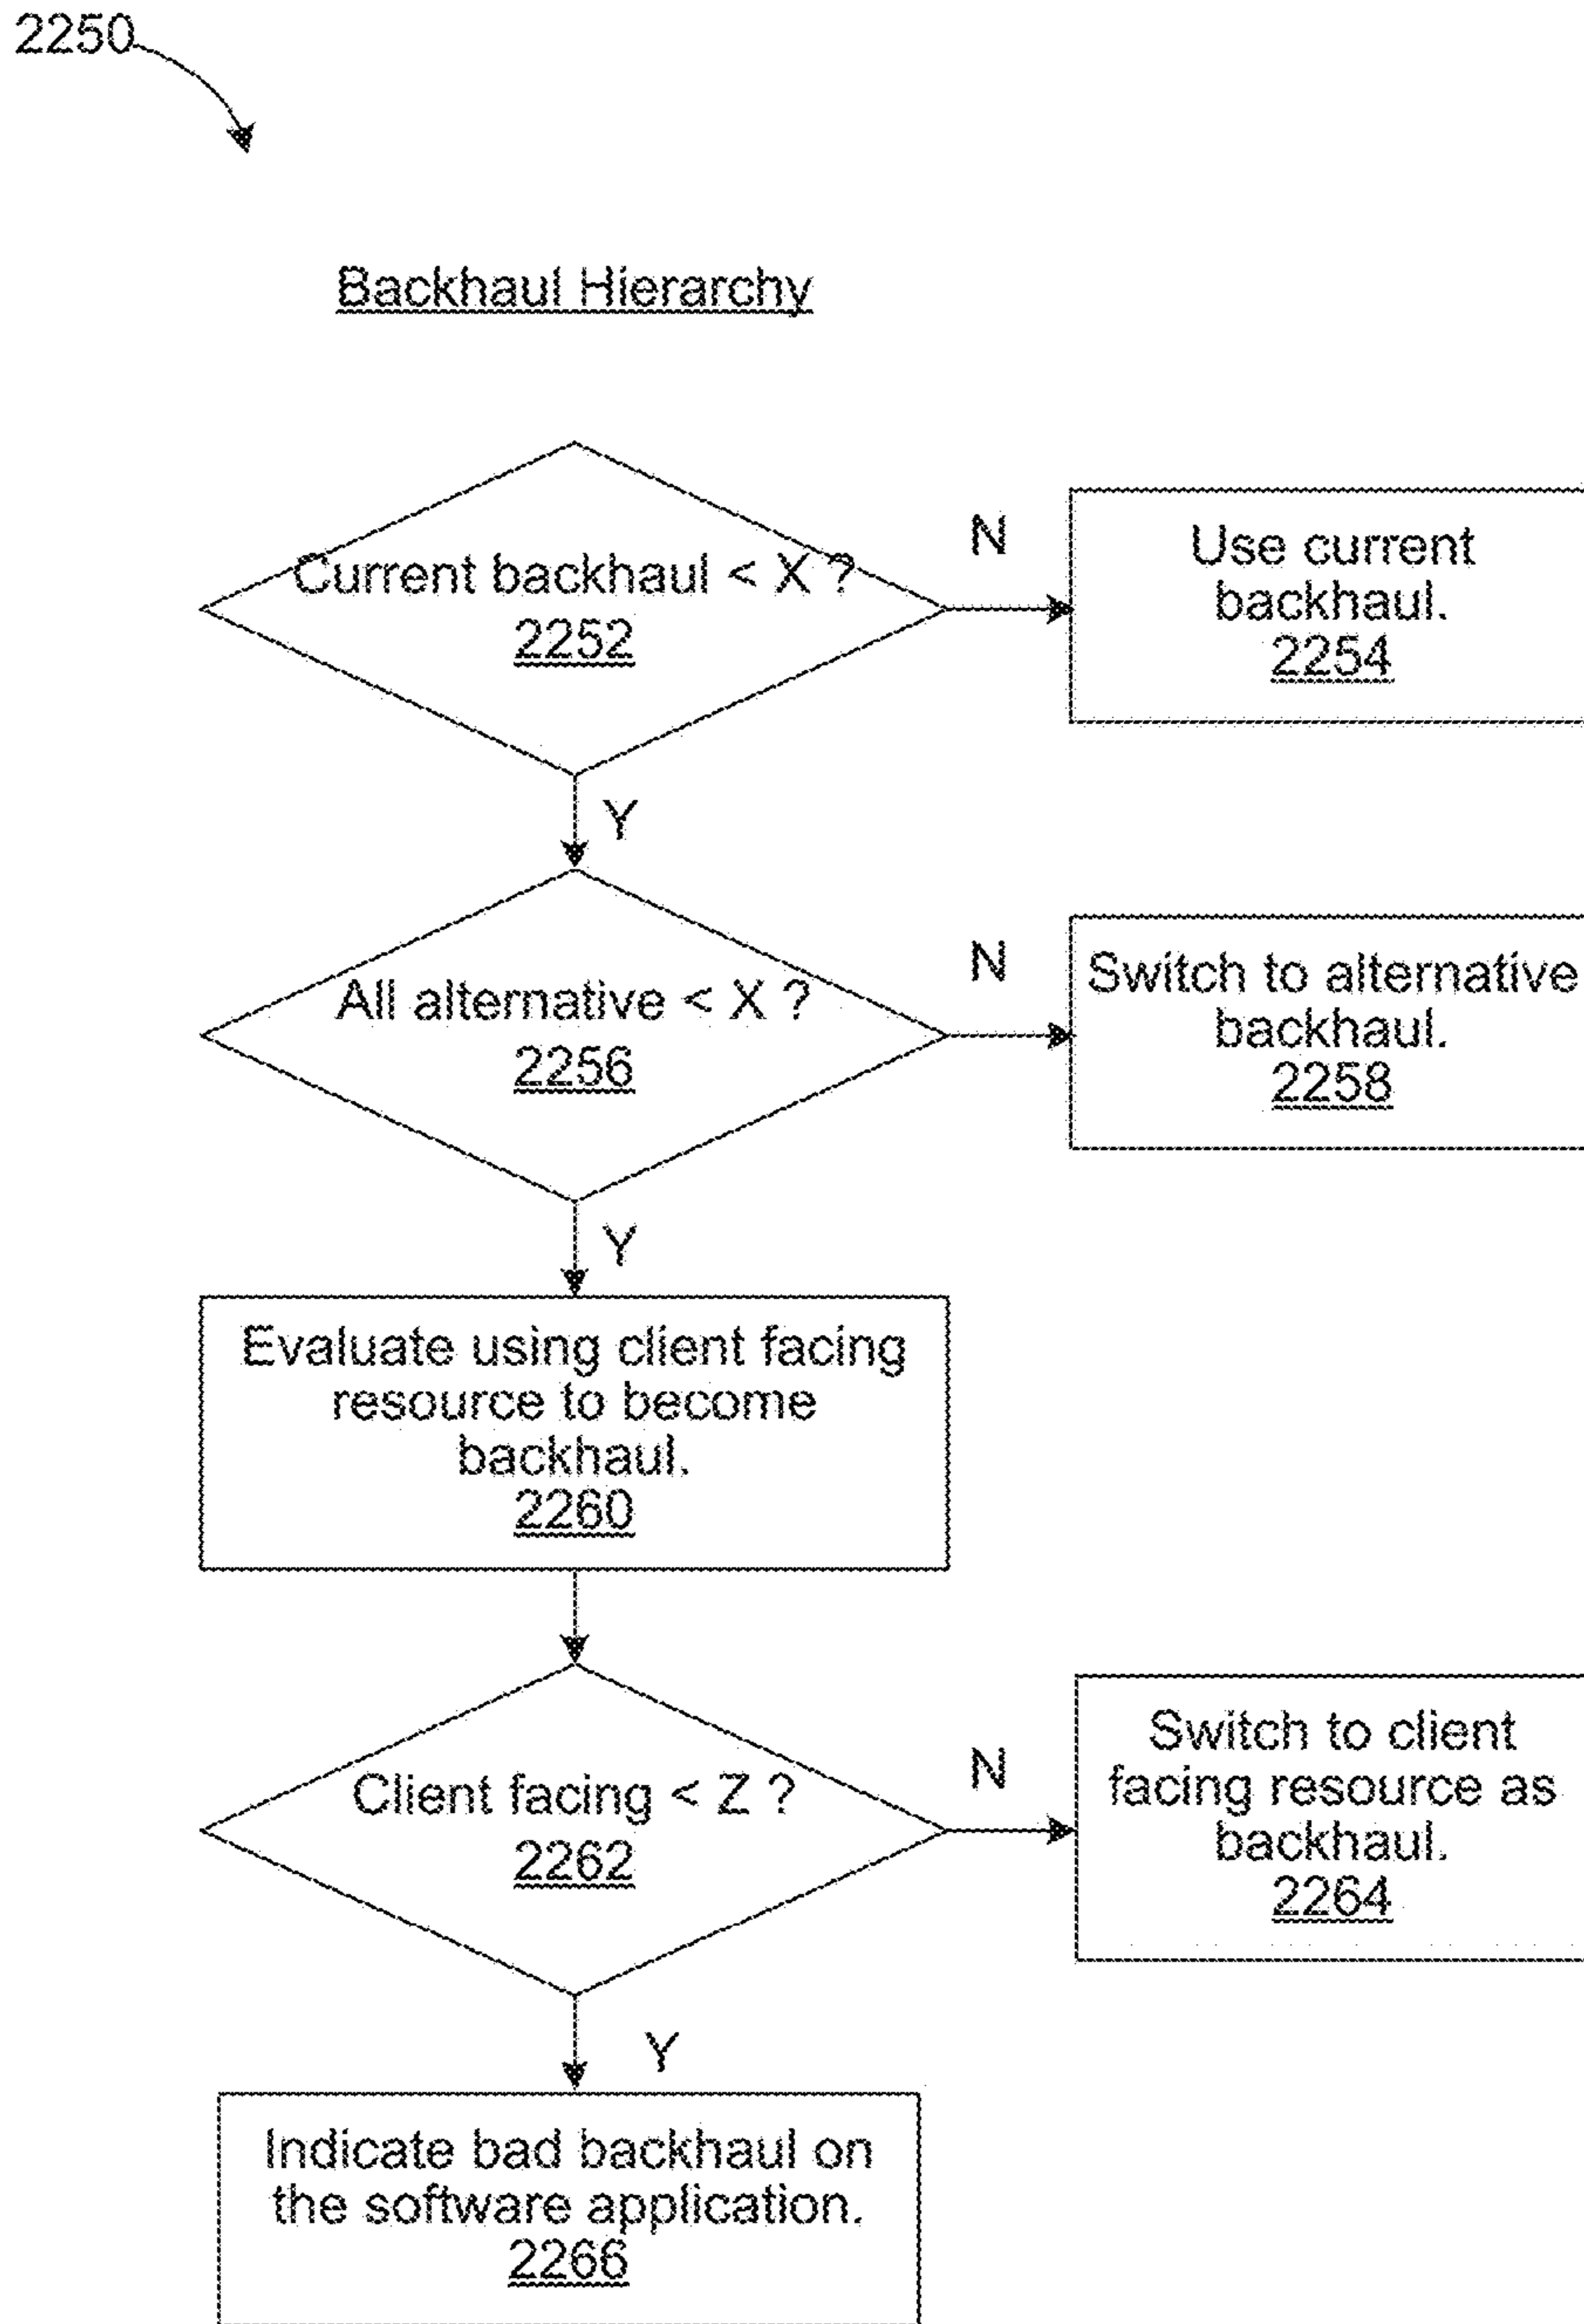 2250
Backhaul Hierarchy
Current backhaul < X ?
2252
N
Use current
backhaul.
2254
Y
All alternative < X ?
2256
N
Switch to alternative
backhaul.
2258
Y
Evaluate using client facing
resource to become
backhaul.
2260
Client facing < Z ?
2262
N
Switch to client
facing resource as
backhaul.
2264
Y
Indicate bad backhaul on
the software application.
2266